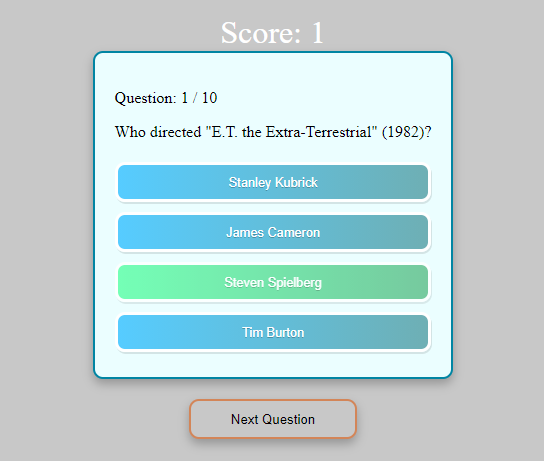 Score: 1
Question: 1 / 10
Who directed "E.T. the Extra-Terrestrial" (1982)?
Stanley Kubrick
James Cameron
Steven Spielberg
Tim Burton
Next Question